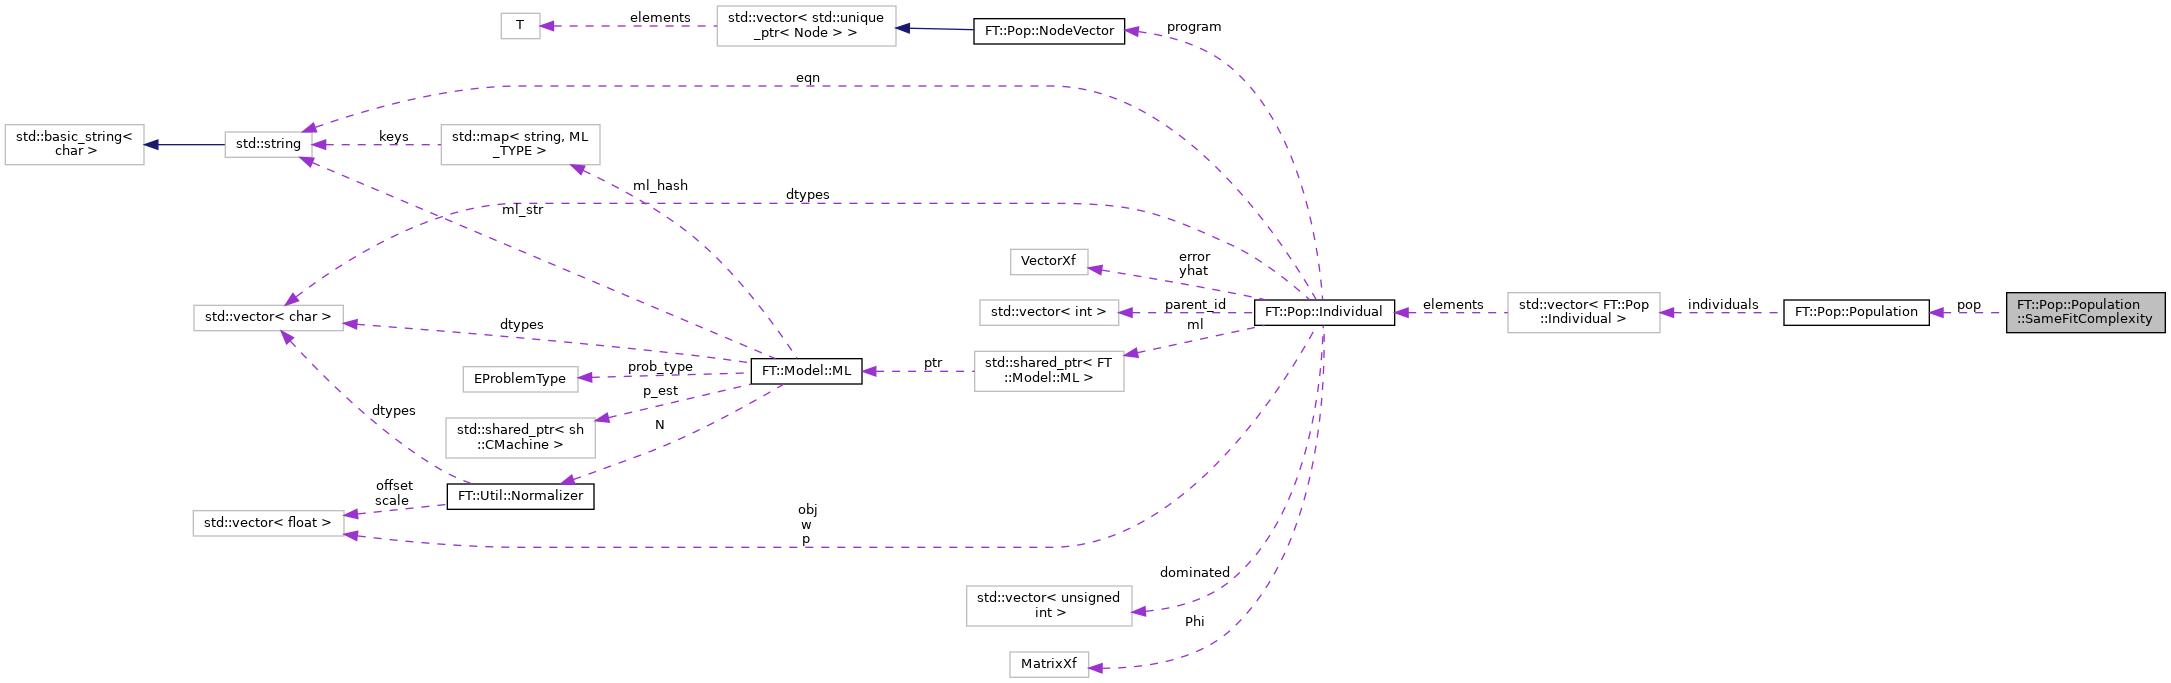 T
elements
std::vector< std::unique
_ptr< Node > >
FT::Pop::NodeVector
program
eqn
std::basic_string<
char >
std::string
keys
std::map< string, ML
_TYPE >
ml_hash
ml_str
dtypes
VectorXf
error
yhat
std::vector< int >
parent_id
ml
FT::Pop::Individual
elements
std::vector< FT::Pop
::Individual >
individuals
FT::Pop::Population
pop
FT::Pop::Population
::SameFitComplexity
std::vector< char >
dtypes
EProblemType
prob_type
p_est
FT::Model::ML
ptr
std::shared_ptr< FT
::Model::ML >
dtypes
std::shared_ptr< sh
::CMachine >
N
offset
scale
FT::Util::Normalizer
std::vector< float >
obj
w
p
dominated
std::vector< unsigned
int >
Phi
MatrixXf